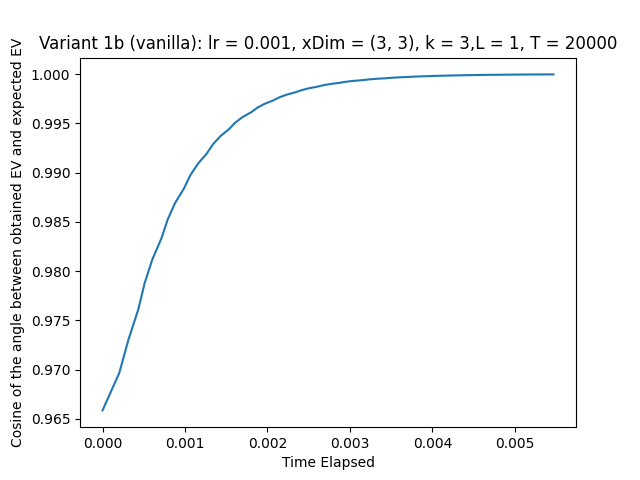 Variant 1b (vanilla): lr = 0.001, xDim = (3, 3), k = 3,L = 1, T = 20000
Cosine of the angle between obtained EV and expected EV
1.000
0.995
0.990
0.985
0.980
0.975
0.970
0.965
0.000 0.001 0.002 0.003 0.004 0.005
Time Elapsed